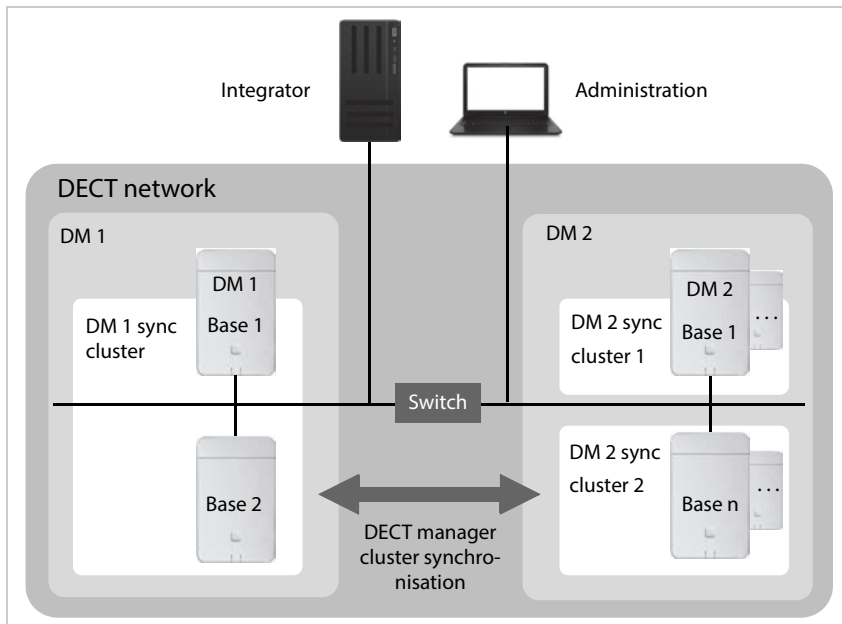 Integrator
Administration
DECT network
DM 1
DM 2
DM 1
Base 1
DM 1 sync
cluster
DM 2
Base 1
...
DM 2 sync
cluster 1
Switch
Base 2
DM 2 sync
cluster 2
Base n
...
DECT manager
cluster synchro-
nisation